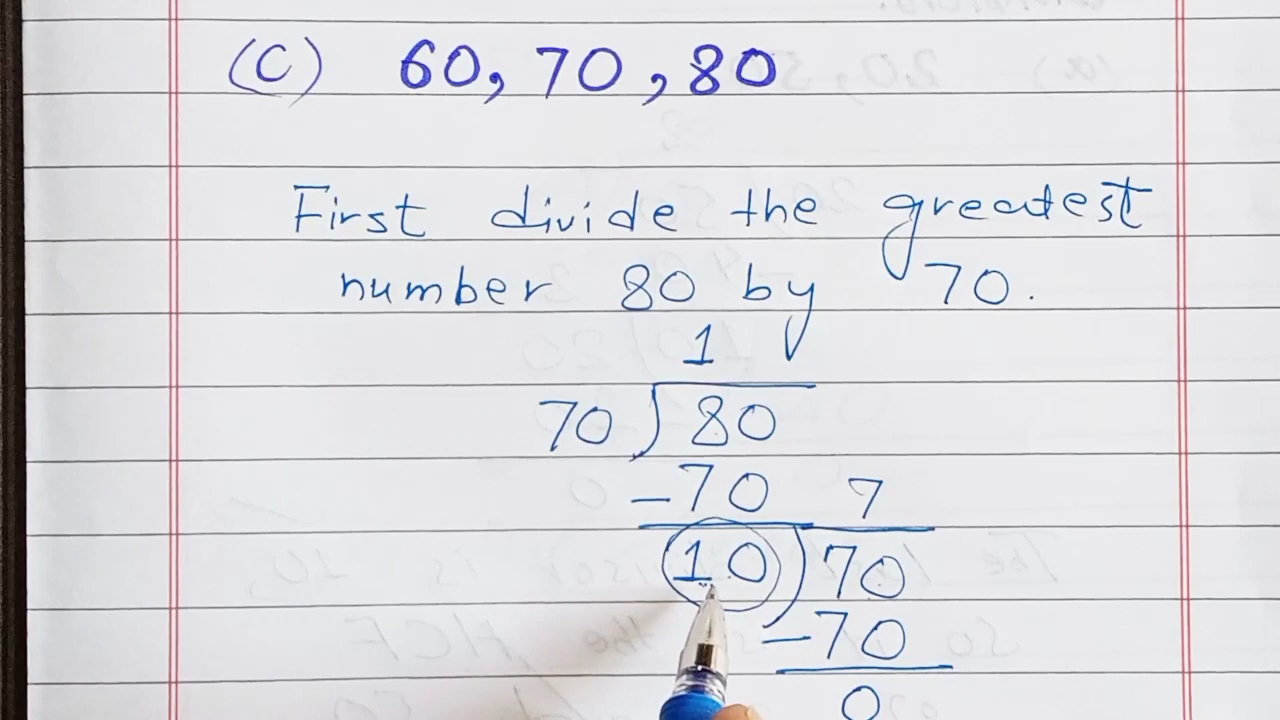 (C) 60, 70, 80
First divide the greatest
number 80 by 70.
1
70 ) 80
-70 7
10 ) 70
-70
0